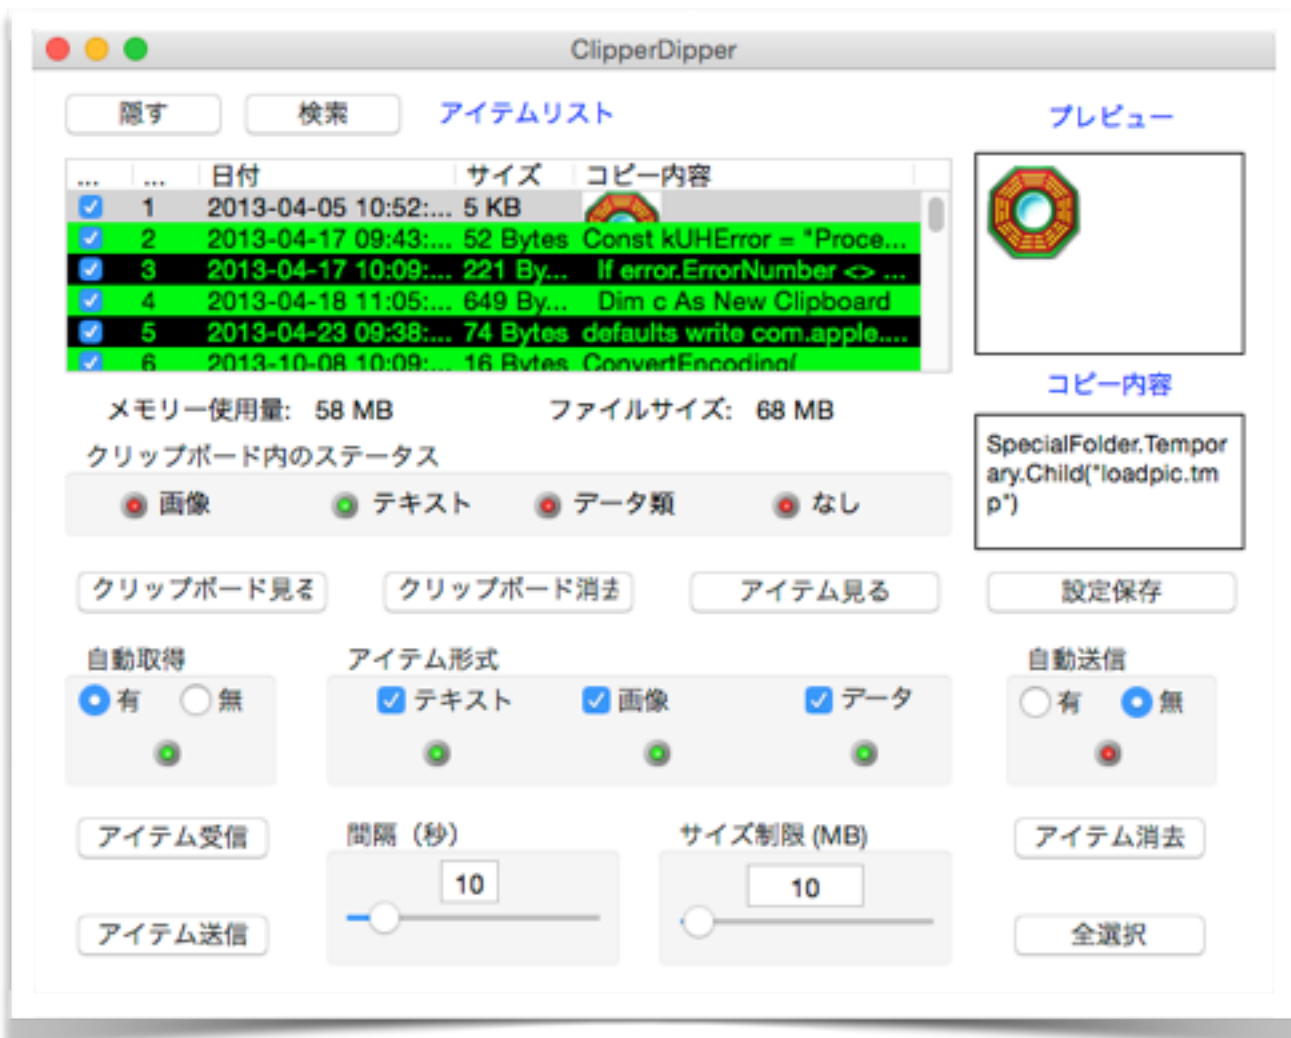 ClipperDipper
隠す 検索 アイテムリスト プレビュー
... ... 日付 サイズ コピー内容
1 2013-04-05 10:52:... 5 KB
2 2013-04-17 09:43:... 52 Bytes Const kUHError = "Proce...
3 2013-04-17 10:09:... 221 By... If error.ErrorNumber <> ...
4 2013-04-18 11:05:... 649 By... Dim c As New Clipboard
5 2013-04-23 09:38:... 74 Bytes defaults write com.apple....
6 2013-10-08 10:09:... 16 Bytes ConvertEncoding(
メモリー使用量: 58 MB ファイルサイズ: 68 MB
コピー内容
SpecialFolder.Tempor
ary.Child("loadpic.tm
p")
クリップボード内のステータス
画像 テキスト データ類 なし
クリップボード見る クリップボード消去 アイテム見る 設定保存
自動取得 アイテム形式 自動送信
有 無 テキスト 画像 データ 有 無
アイテム受信 間隔（秒） サイズ制限 (MB) アイテム消去
10 10
アイテム送信 全選択